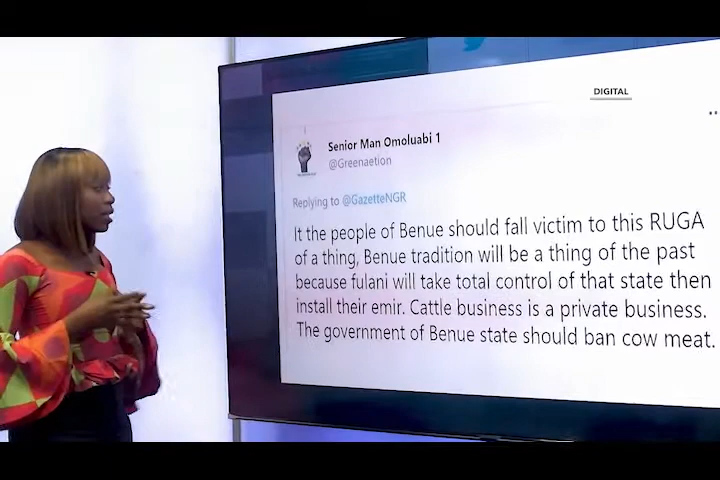 DIGITAL
Senior Man Omoluabi 1
@Greenaetion
Replying to @GazetteNGR
It the people of Benue should fall victim to this RUGA
of a thing, Benue tradition will be a thing of the past
because fulani will take total control of that state then
install their emir. Cattle business is a private business.
The government of Benue state should ban cow meat.